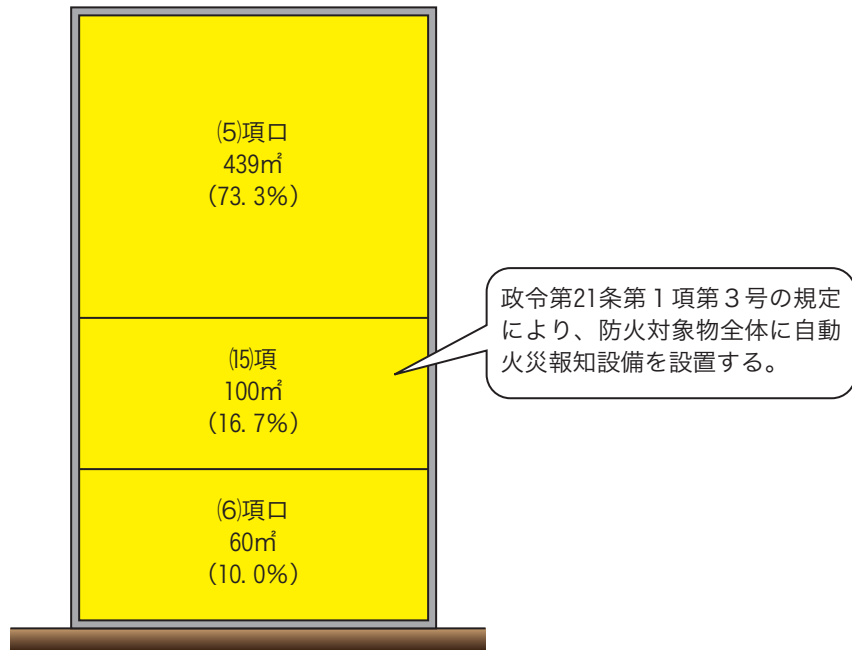 ⑸項ロ
439㎡
(73.3%)
⒂項
100㎡
(16.7%)
⑹項ロ
60㎡
(10.0%)
政令第21条第１項第３号の規定
により、防火対象物全体に自動
火災報知設備を設置する。